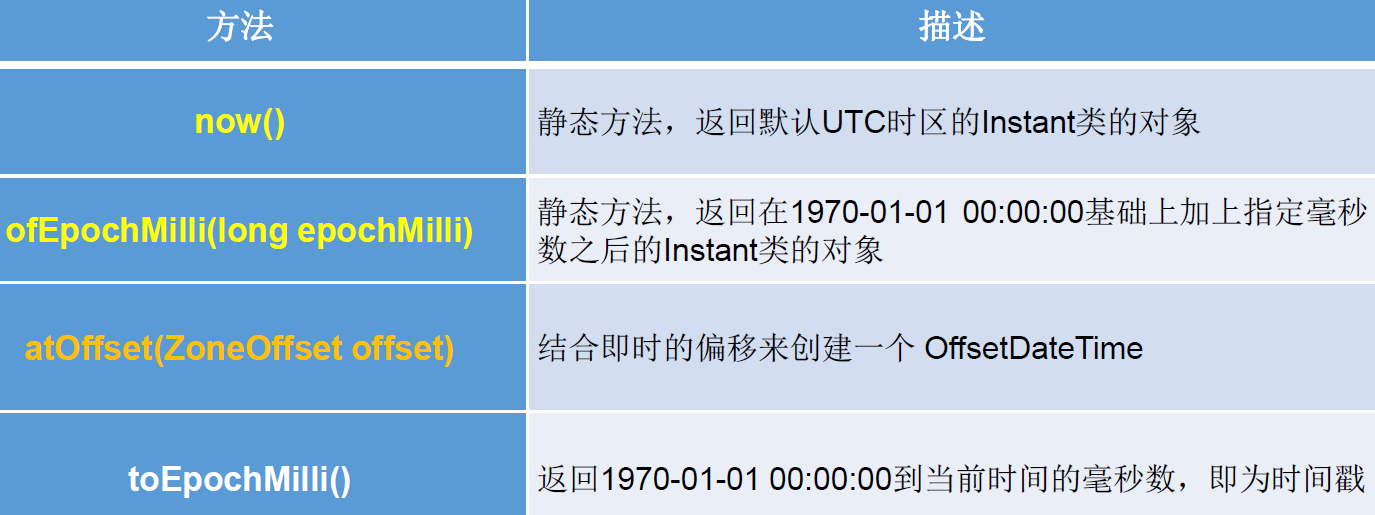 方法
描述
now()
静态方法，返回默认UTC时区的Instant类的对象
ofEpochMilli(long epochMilli)
静态方法，返回在1970-01-01 00:00:00基础上加上指定毫秒
数之后的Instant类的对象
atOffset(ZoneOffset offset)
结合即时的偏移来创建一个 OffsetDateTime
toEpochMilli()
返回1970-01-01 00:00:00到当前时间的毫秒数，即为时间戳